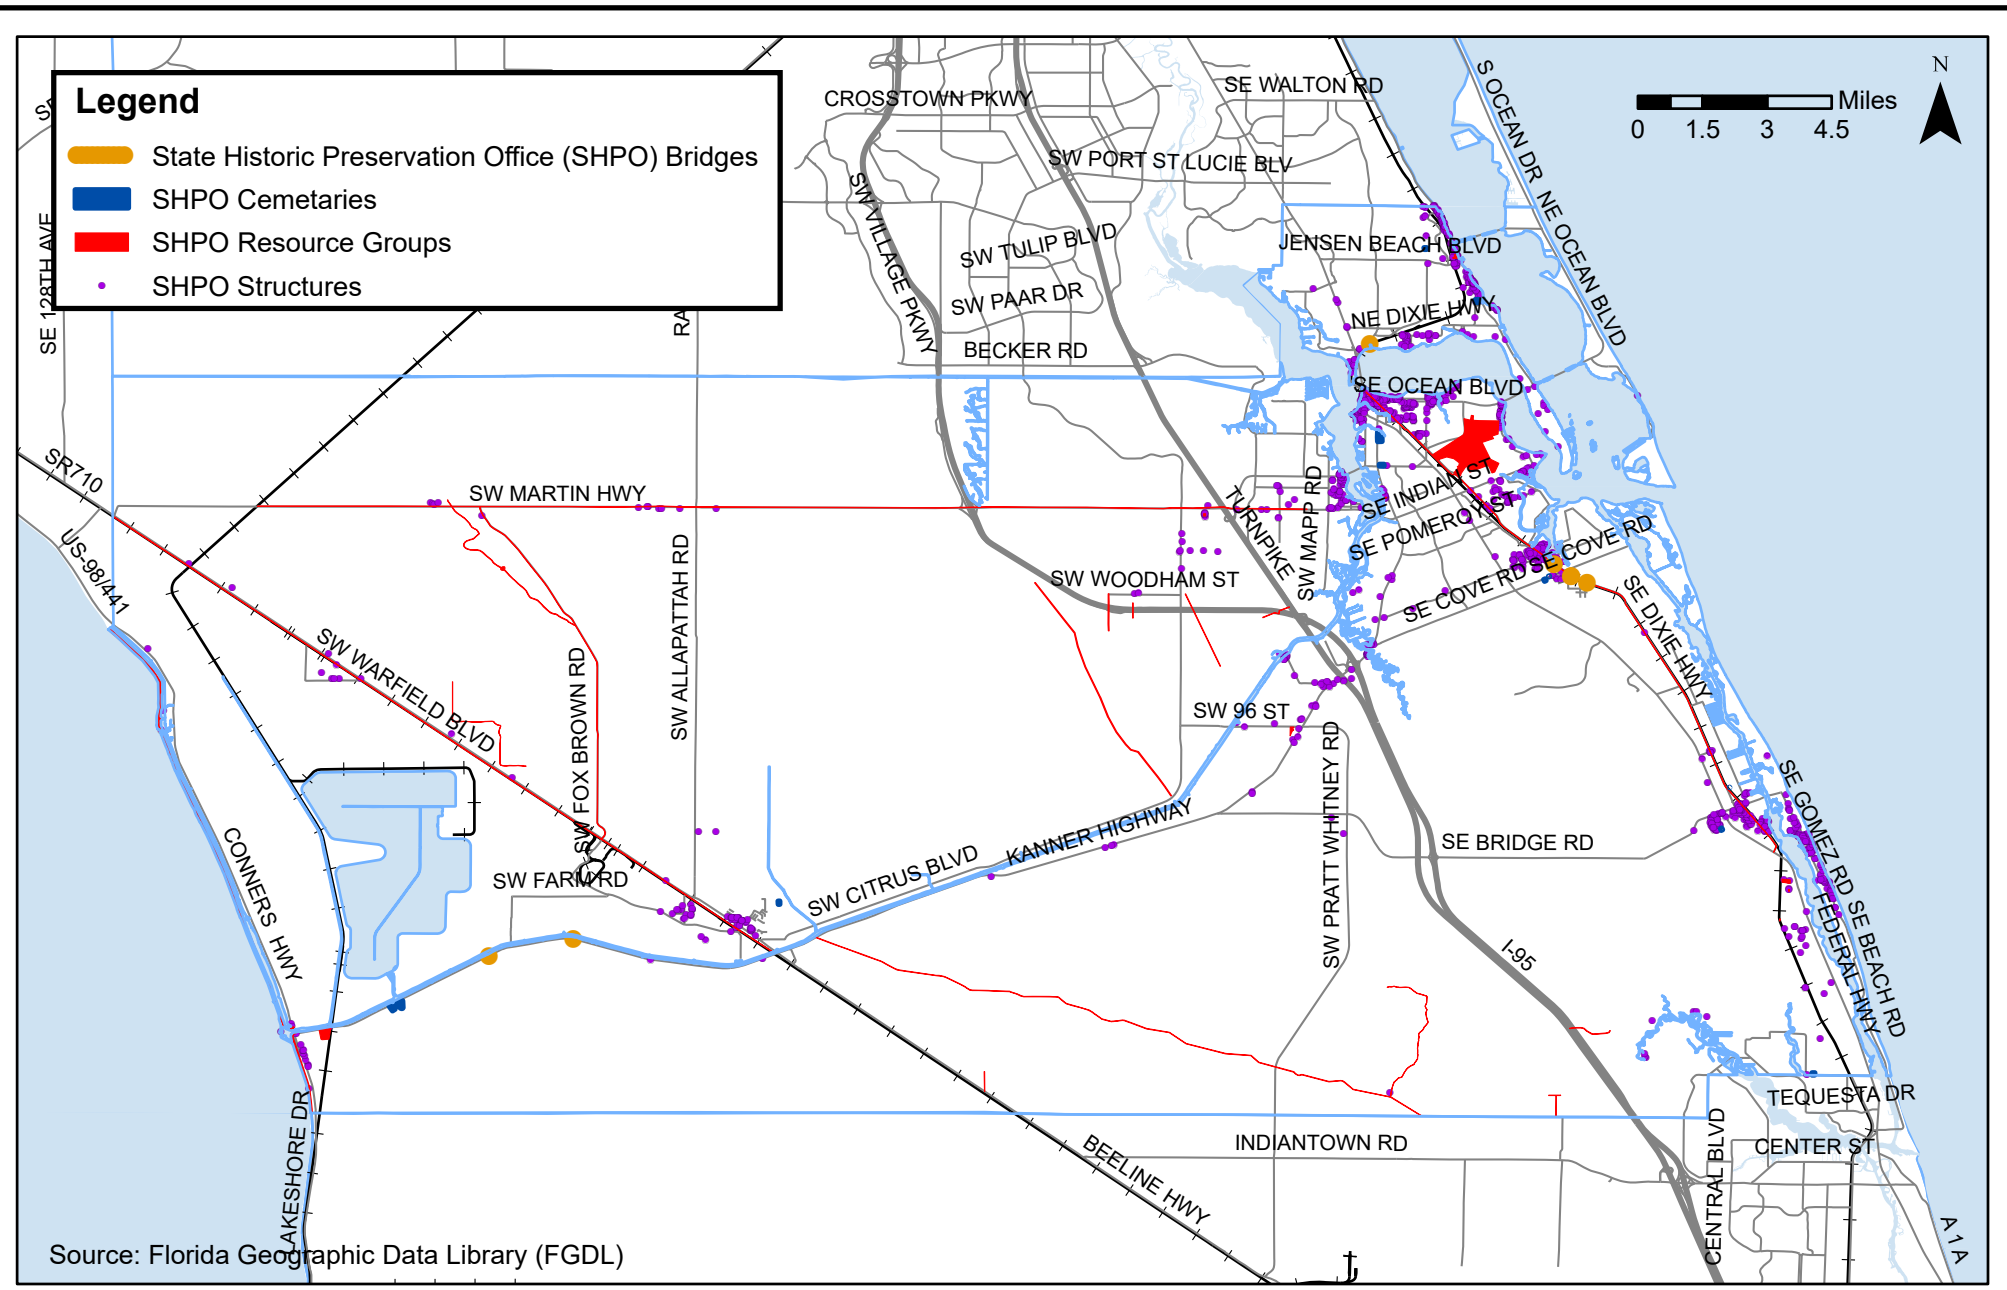 Legend
State Historic Preservation Office (SHPO) Bridges
SHPO Cemetaries
SHPO Resource Groups
SHPO Structures
N
Miles
0 1.5 3 4.5
CROSSTOWN PKWY
SE WALTON RD
S OCEAN DR
NE OCEAN BLVD
SW PORT ST LUCIE BLV
SW VILLAGE PKWY
SE 128TH AVE
SW TULIP BLVD
JENSEN BEACH BLVD
SW PAAR DR
NE DIXIE HWY
BECKER RD
SE OCEAN BLVD
SR710
US-98/441
SW MARTIN HWY
TURNPIKE
SW MAPP RD
SE INDIAN ST
SE POMEROY ST
SE COVE RD
SE COVE RD
SW WOODHAM ST
SW ALLAPATTAH RD
SW WARFIELD BLVD
SW FOX BROWN RD
SE DIXIE HWY
SW 96 ST
SW PRATT WHITNEY RD
KANNER HIGHWAY
SE BRIDGE RD
SE GOMEZ RD
SE BEACH RD
FEDERAL HWY
CONNERS HWY
SW FARM RD
SW CITRUS BLVD
I-95
LAKESHORE DR
TEQUESTA DR
INDIANTOWN RD
CENTER ST
CENTRAL BLVD
BEELINE HWY
A1A
Source: Florida Geographic Data Library (FGDL)